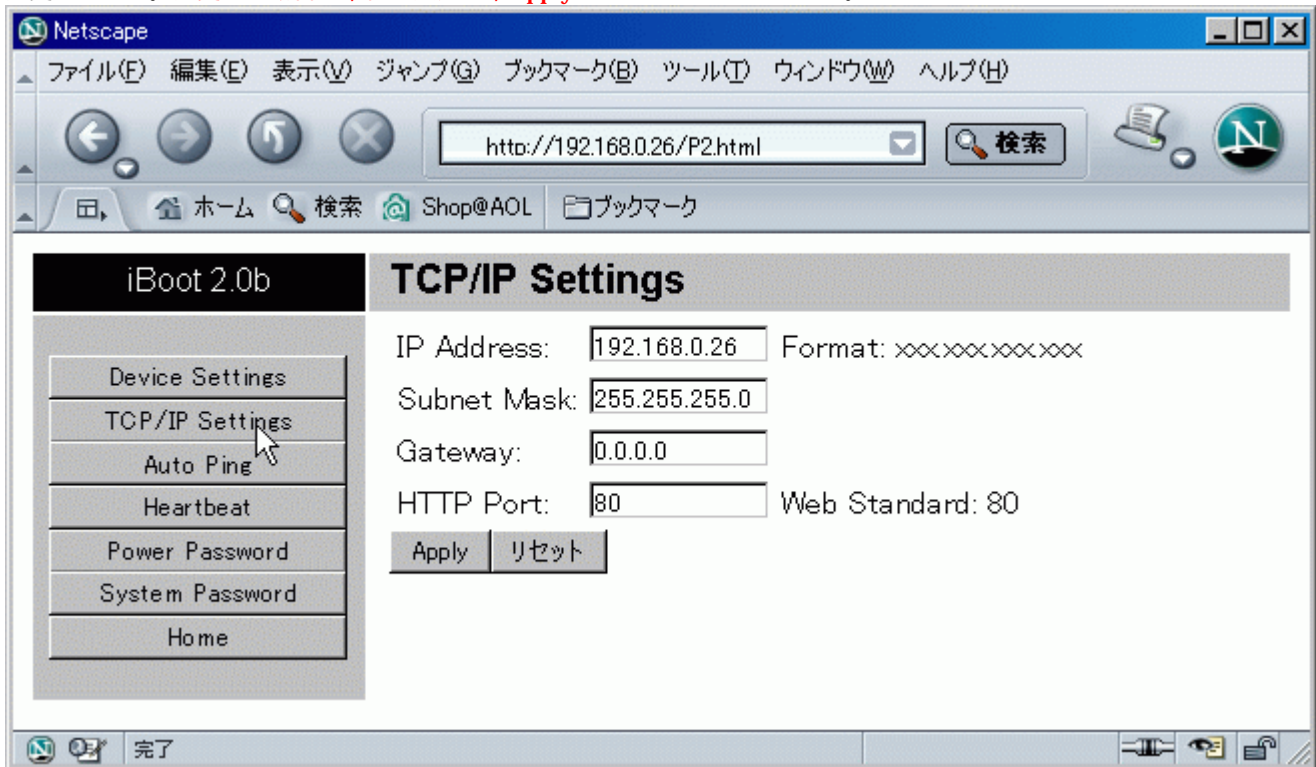 Apply
Netscape
ファイル(F) 編集(E) 表示(V) ジャンプ(G) ブックマーク(B) ツール(T) ウィンドウ(W) ヘルプ(H)
http://192.168.0.26/P2.html 検索 N
ホーム 検索 Shop@AOL ブックマーク
iBoot 2.0b
TCP/IP Settings
Device Settings
TCP/IP Settings
Auto Ping
Heartbeat
Power Password
System Password
Home
IP Address: 192.168.0.26 Format: xxx.xxx.xxx.xxx
Subnet Mask: 255.255.255.0
Gateway: 0.0.0.0
HTTP Port: 80 Web Standard: 80
Apply リセット
完了